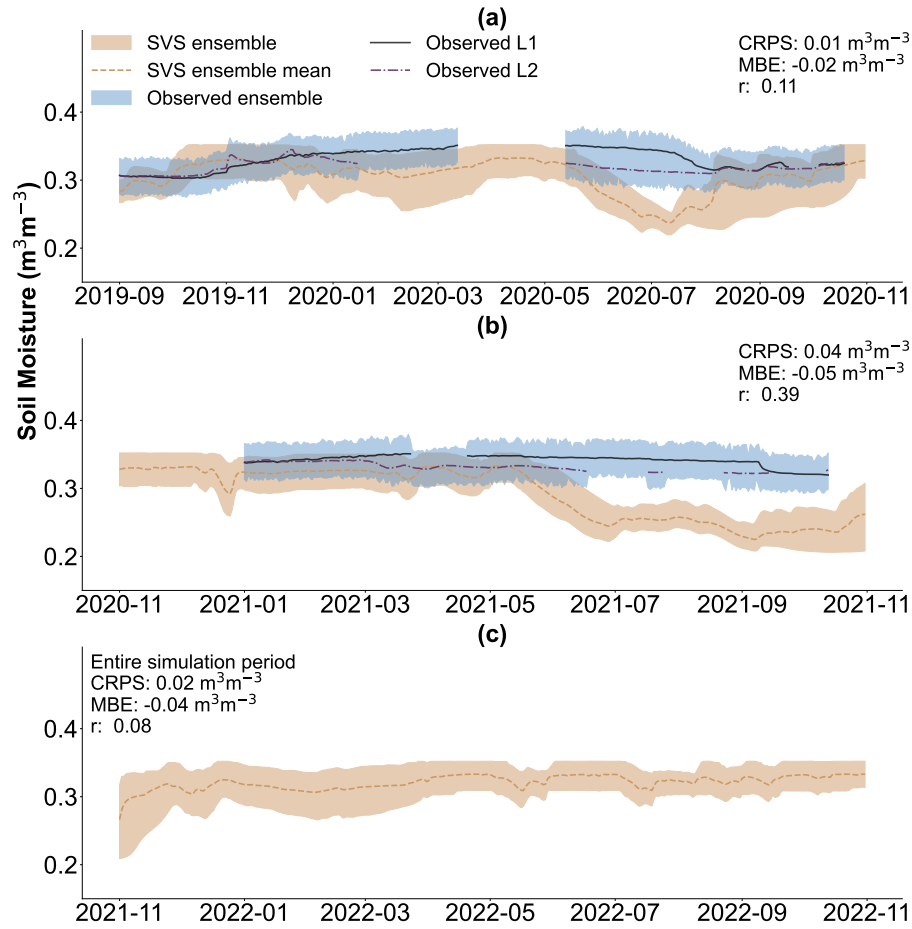 (a)
SVS ensemble
SVS ensemble mean
Observed ensemble
Observed L1
Observed L2
CRPS: 0.01 m³m⁻³
MBE: -0.02 m³m⁻³
r: 0.11
0.4
0.3
0.2
2019-09 2019-11 2020-01 2020-03 2020-05 2020-07 2020-09 2020-11
Soil Moisture (m³m⁻³)
(b)
CRPS: 0.04 m³m⁻³
MBE: -0.05 m³m⁻³
r: 0.39
0.4
0.3
0.2
2020-11 2021-01 2021-03 2021-05 2021-07 2021-09 2021-11
(c)
Entire simulation period
CRPS: 0.02 m³m⁻³
MBE: -0.04 m³m⁻³
r: 0.08
0.4
0.3
0.2
2021-11 2022-01 2022-03 2022-05 2022-07 2022-09 2022-11